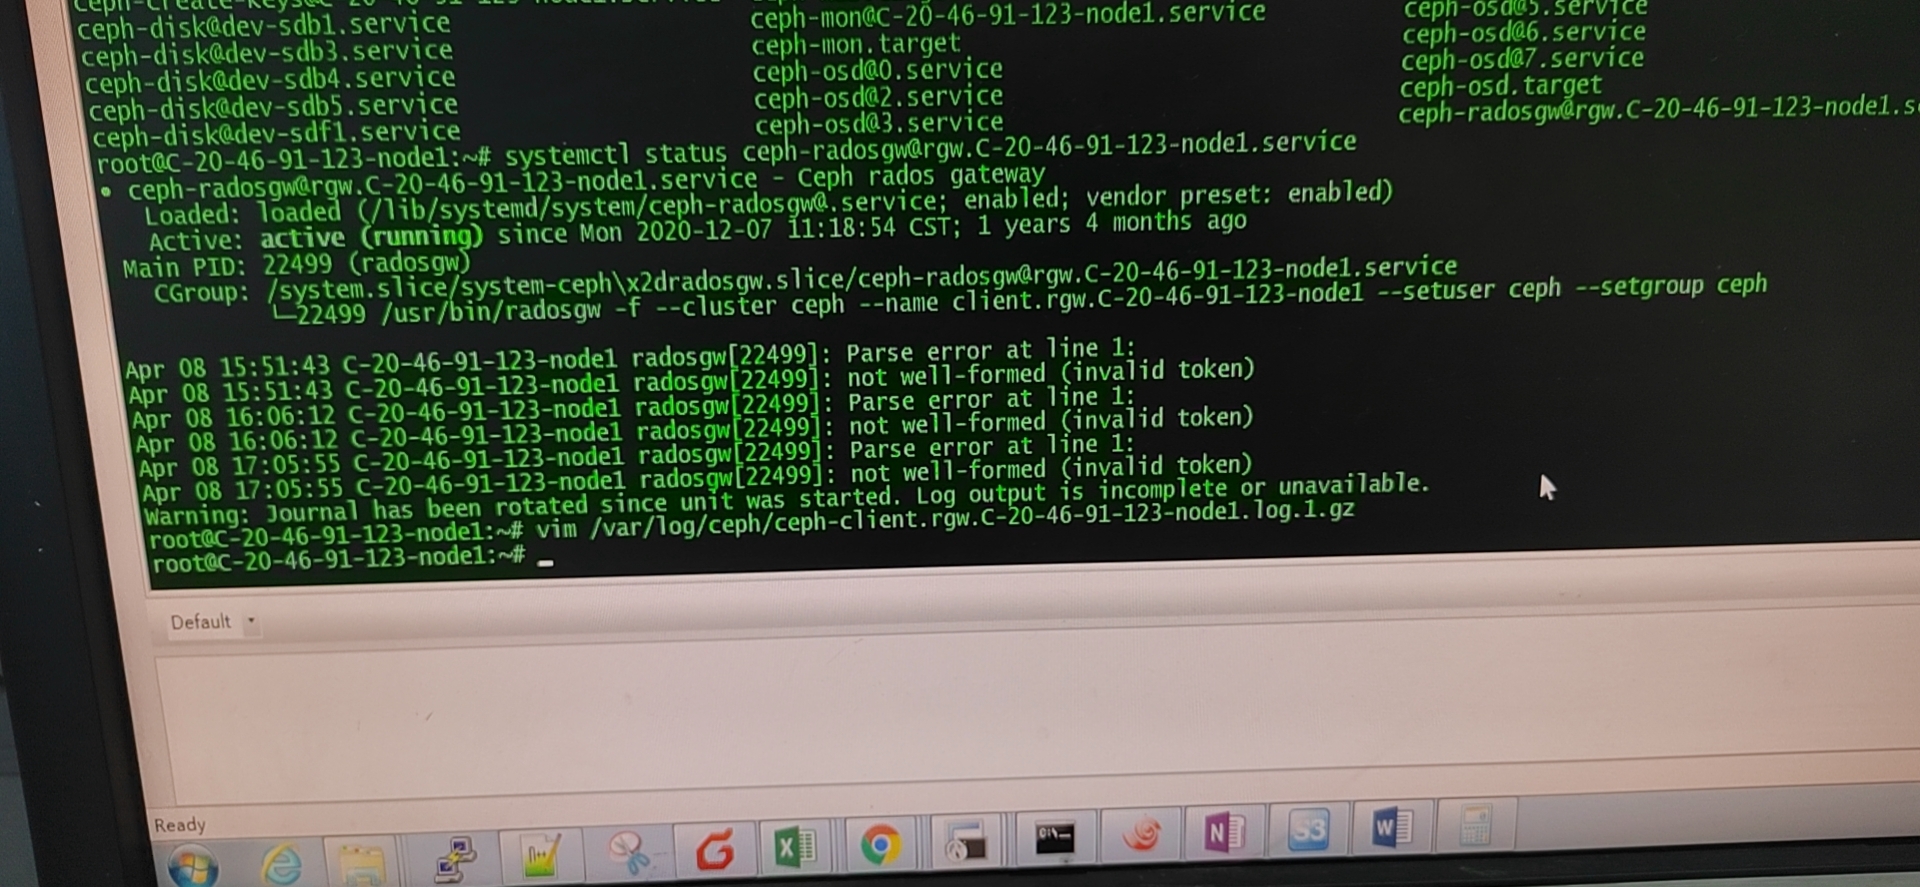 ceph-create-keys@C-20-46-91-123-node1.service
ceph-disk@dev-sdb1.service ceph-mon@C-20-46-91-123-node1.service ceph-osd@5.service
ceph-disk@dev-sdb3.service ceph-mon.target ceph-osd@6.service
ceph-disk@dev-sdb4.service ceph-osd@0.service ceph-osd@7.service
ceph-disk@dev-sdb5.service ceph-osd@2.service ceph-osd.target
ceph-disk@dev-sdf1.service ceph-osd@3.service ceph-radosgw@rgw.C-20-46-91-123-node1.s
root@C-20-46-91-123-node1:~# systemctl status ceph-radosgw@rgw.C-20-46-91-123-node1.service
● ceph-radosgw@rgw.C-20-46-91-123-node1.service - Ceph rados gateway
Loaded: loaded (/lib/systemd/system/ceph-radosgw@.service; enabled; vendor preset: enabled)
Active: active (running) since Mon 2020-12-07 11:18:54 CST; 1 years 4 months ago
Main PID: 22499 (radosgw)
CGroup: /system.slice/system-ceph\x2dradosgw.slice/ceph-radosgw@rgw.C-20-46-91-123-node1.service
└─22499 /usr/bin/radosgw -f --cluster ceph --name client.rgw.C-20-46-91-123-node1 --setuser ceph --setgroup ceph
Apr 08 15:51:43 C-20-46-91-123-node1 radosgw[22499]: Parse error at line 1:
Apr 08 15:51:43 C-20-46-91-123-node1 radosgw[22499]: not well-formed (invalid token)
Apr 08 16:06:12 C-20-46-91-123-node1 radosgw[22499]: Parse error at line 1:
Apr 08 16:06:12 C-20-46-91-123-node1 radosgw[22499]: not well-formed (invalid token)
Apr 08 17:05:55 C-20-46-91-123-node1 radosgw[22499]: Parse error at line 1:
Apr 08 17:05:55 C-20-46-91-123-node1 radosgw[22499]: not well-formed (invalid token)
Warning: Journal has been rotated since unit was started. Log output is incomplete or unavailable.
root@C-20-46-91-123-node1:~# vim /var/log/ceph/ceph-client.rgw.C-20-46-91-123-node1.log.1.gz
root@C-20-46-91-123-node1:~#
Default
Ready
n++
C:\
N
S3
W